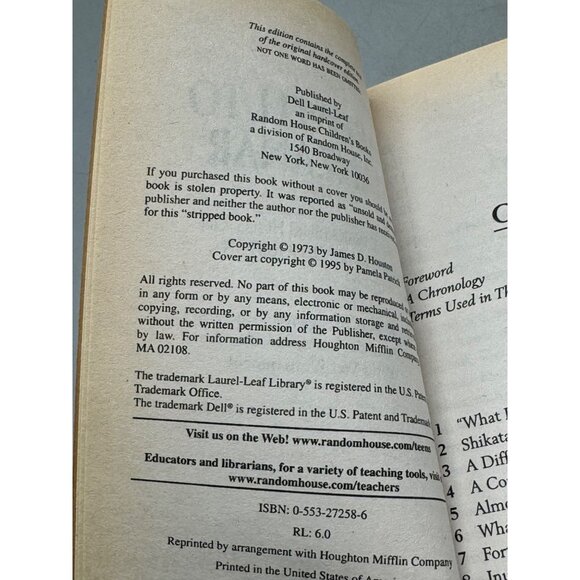 This edition contains the complete text
of the original hardcover edition.
NOT ONE WORD HAS BEEN OMITTED.
Published by
Dell Laurel-Leaf
an imprint of
Random House Children's Books
a division of Random House, Inc.
1540 Broadway
New York, New York 10036
If you purchased this book without a cover you should be
book is stolen property. It was reported as "unsold and
publisher and neither the author nor the publisher has received
for this "stripped book."
Copyright © 1973 by James D. Houston
Cover art copyright © 1995 by Pamela
All rights reserved. No part of this book may be reproduced
in any form or by any means, electronic or mechanical,
copying, recording, or by any information storage and
without the written permission of the Publisher, except
by law. For information address Houghton Mifflin Company
MA 02108.
The trademark Laurel-Leaf Library® is registered in the U.S.
Trademark Office.
The trademark Dell® is registered in the U.S. Patent and Trademark
Visit us on the Web! www.randomhouse.com/teens
Educators and librarians, for a variety of teaching tools, visit
www.randomhouse.com/teachers
ISBN: 0-553-27258-6
RL: 6.0
Reprinted by arrangement with Houghton Mifflin Company
Printed in the United States of America
C
Foreword
A Chronology
Terms Used in Th
1 "What
2 Shikata
3 A Diff
4 A Co
5 Almo
6 Wha
7 For
8 Inu